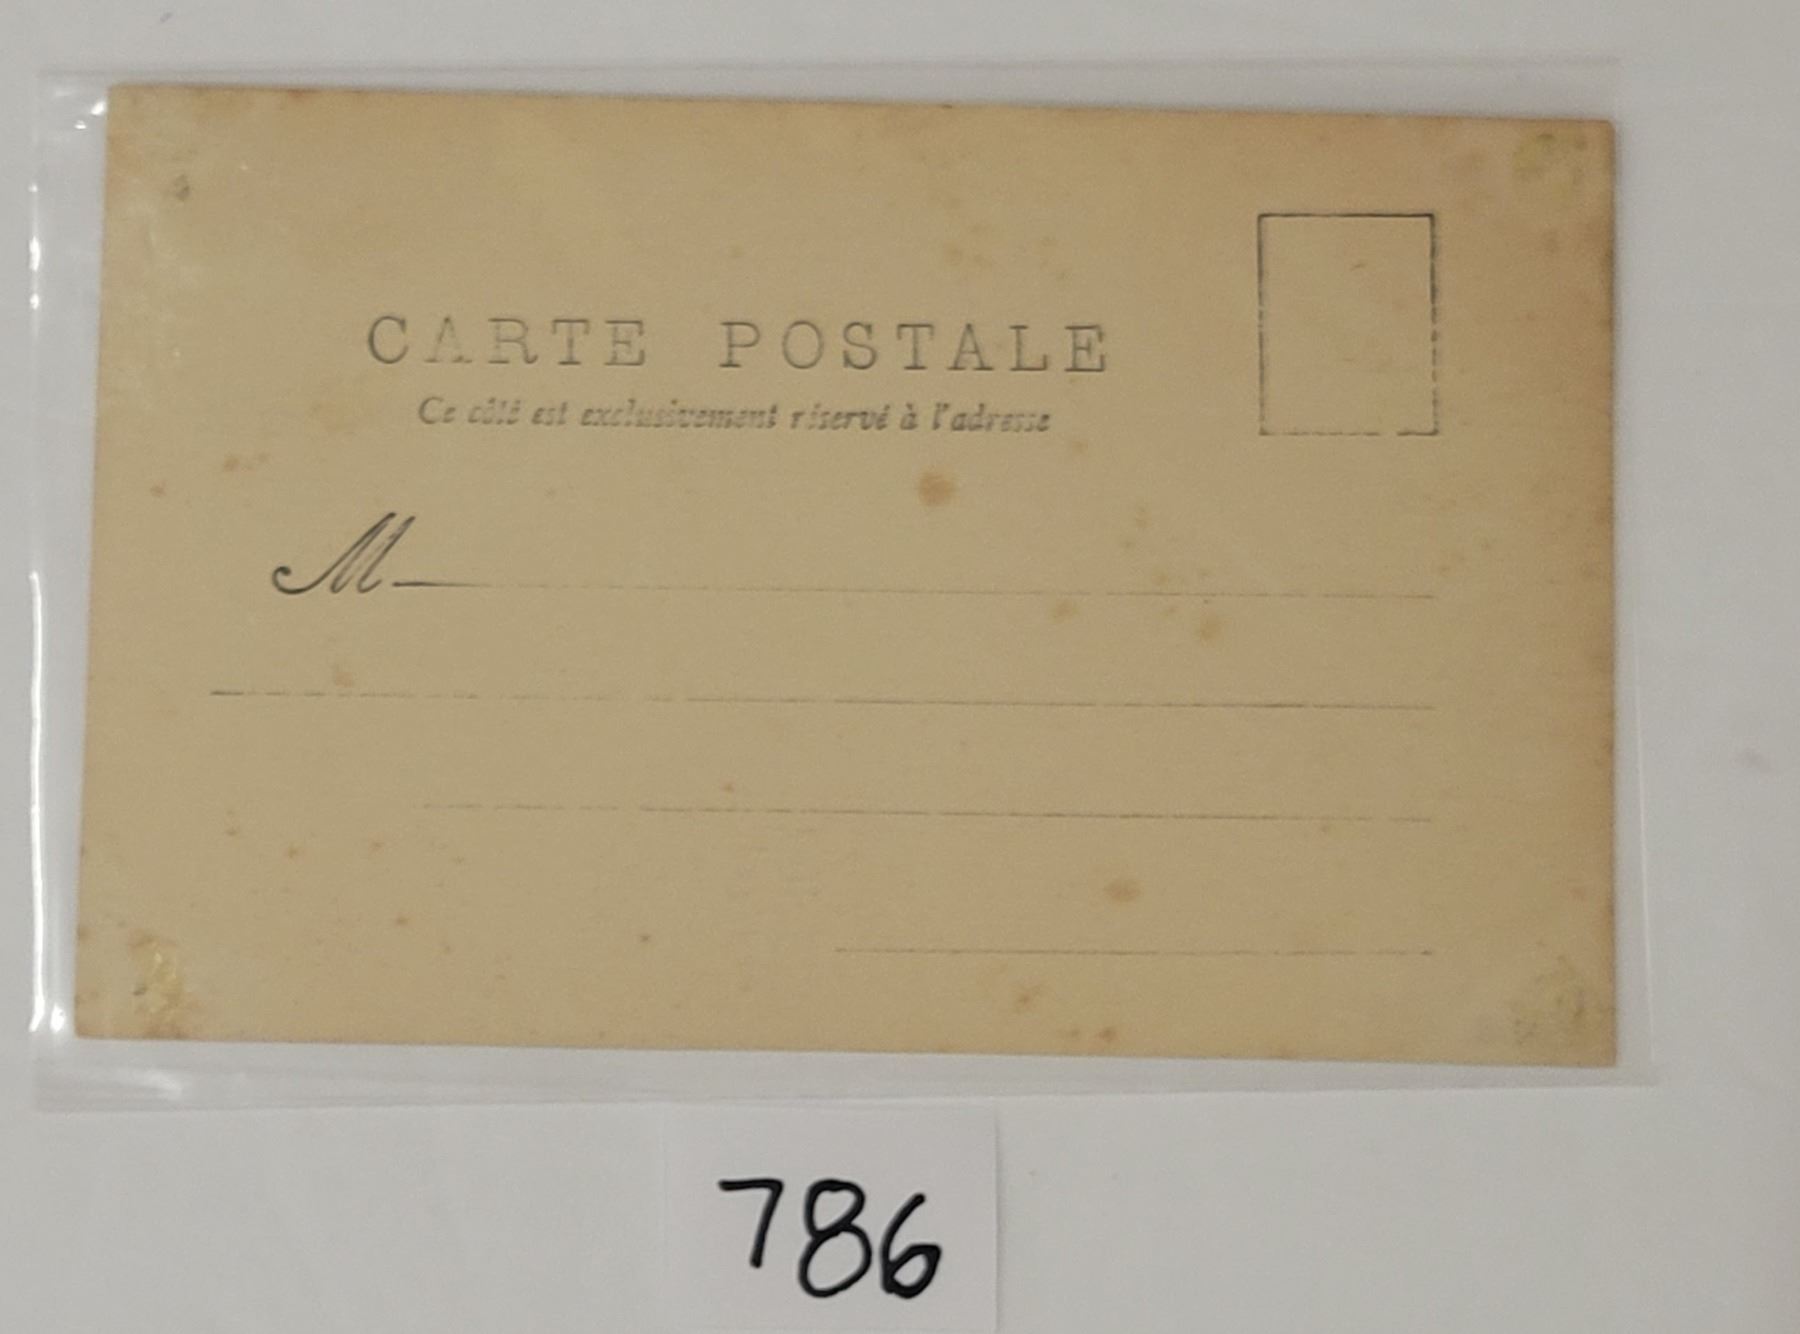 CARTE POSTALE
Ce côté est exclusivement réservé à l'adresse
M
786